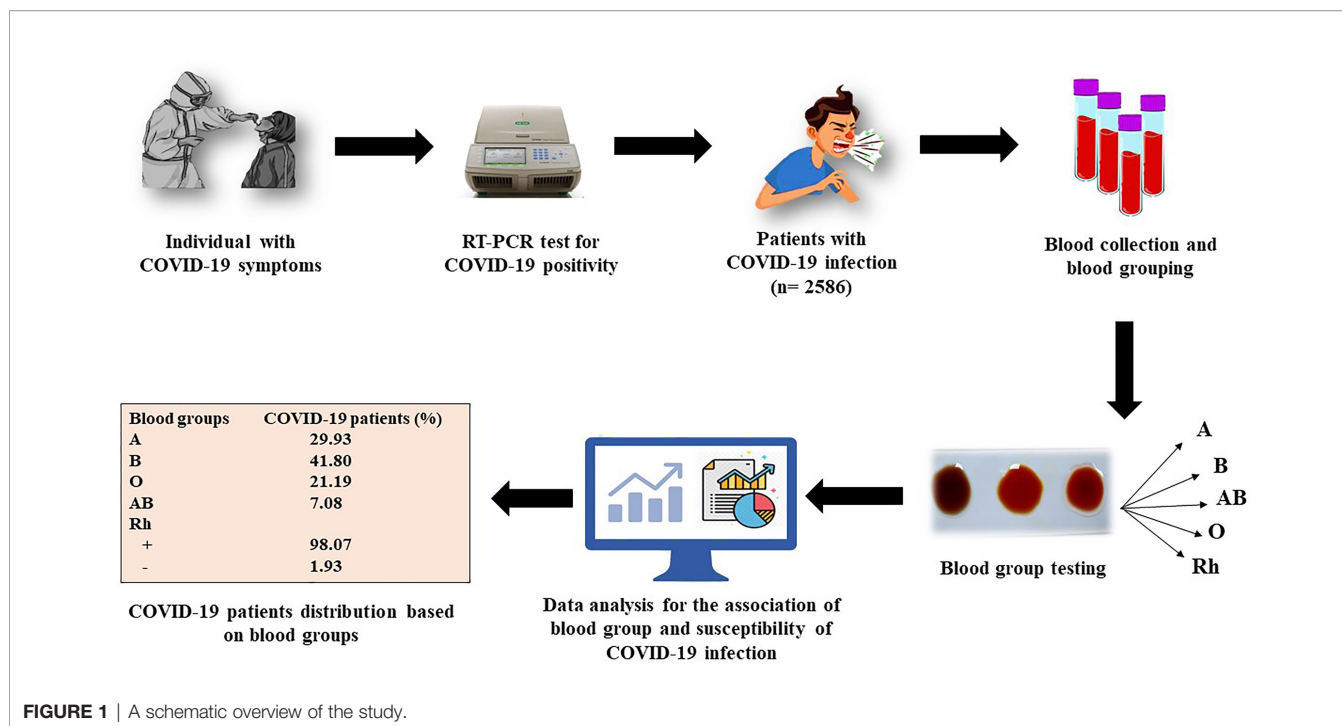 Individual with
COVID-19 symptoms
RT-PCR test for
COVID-19 positivity
Patients with
COVID-19 infection
(n= 2586)
Blood collection and
blood grouping
A
B
AB
O
Rh
Blood group testing
Data analysis for the association of
blood group and susceptibility of
COVID-19 infection
Blood groups COVID-19 patients (%)
A 29.93
B 41.80
O 21.19
AB 7.08
Rh
+ 98.07
- 1.93
COVID-19 patients distribution based
on blood groups
FIGURE 1 | A schematic overview of the study.